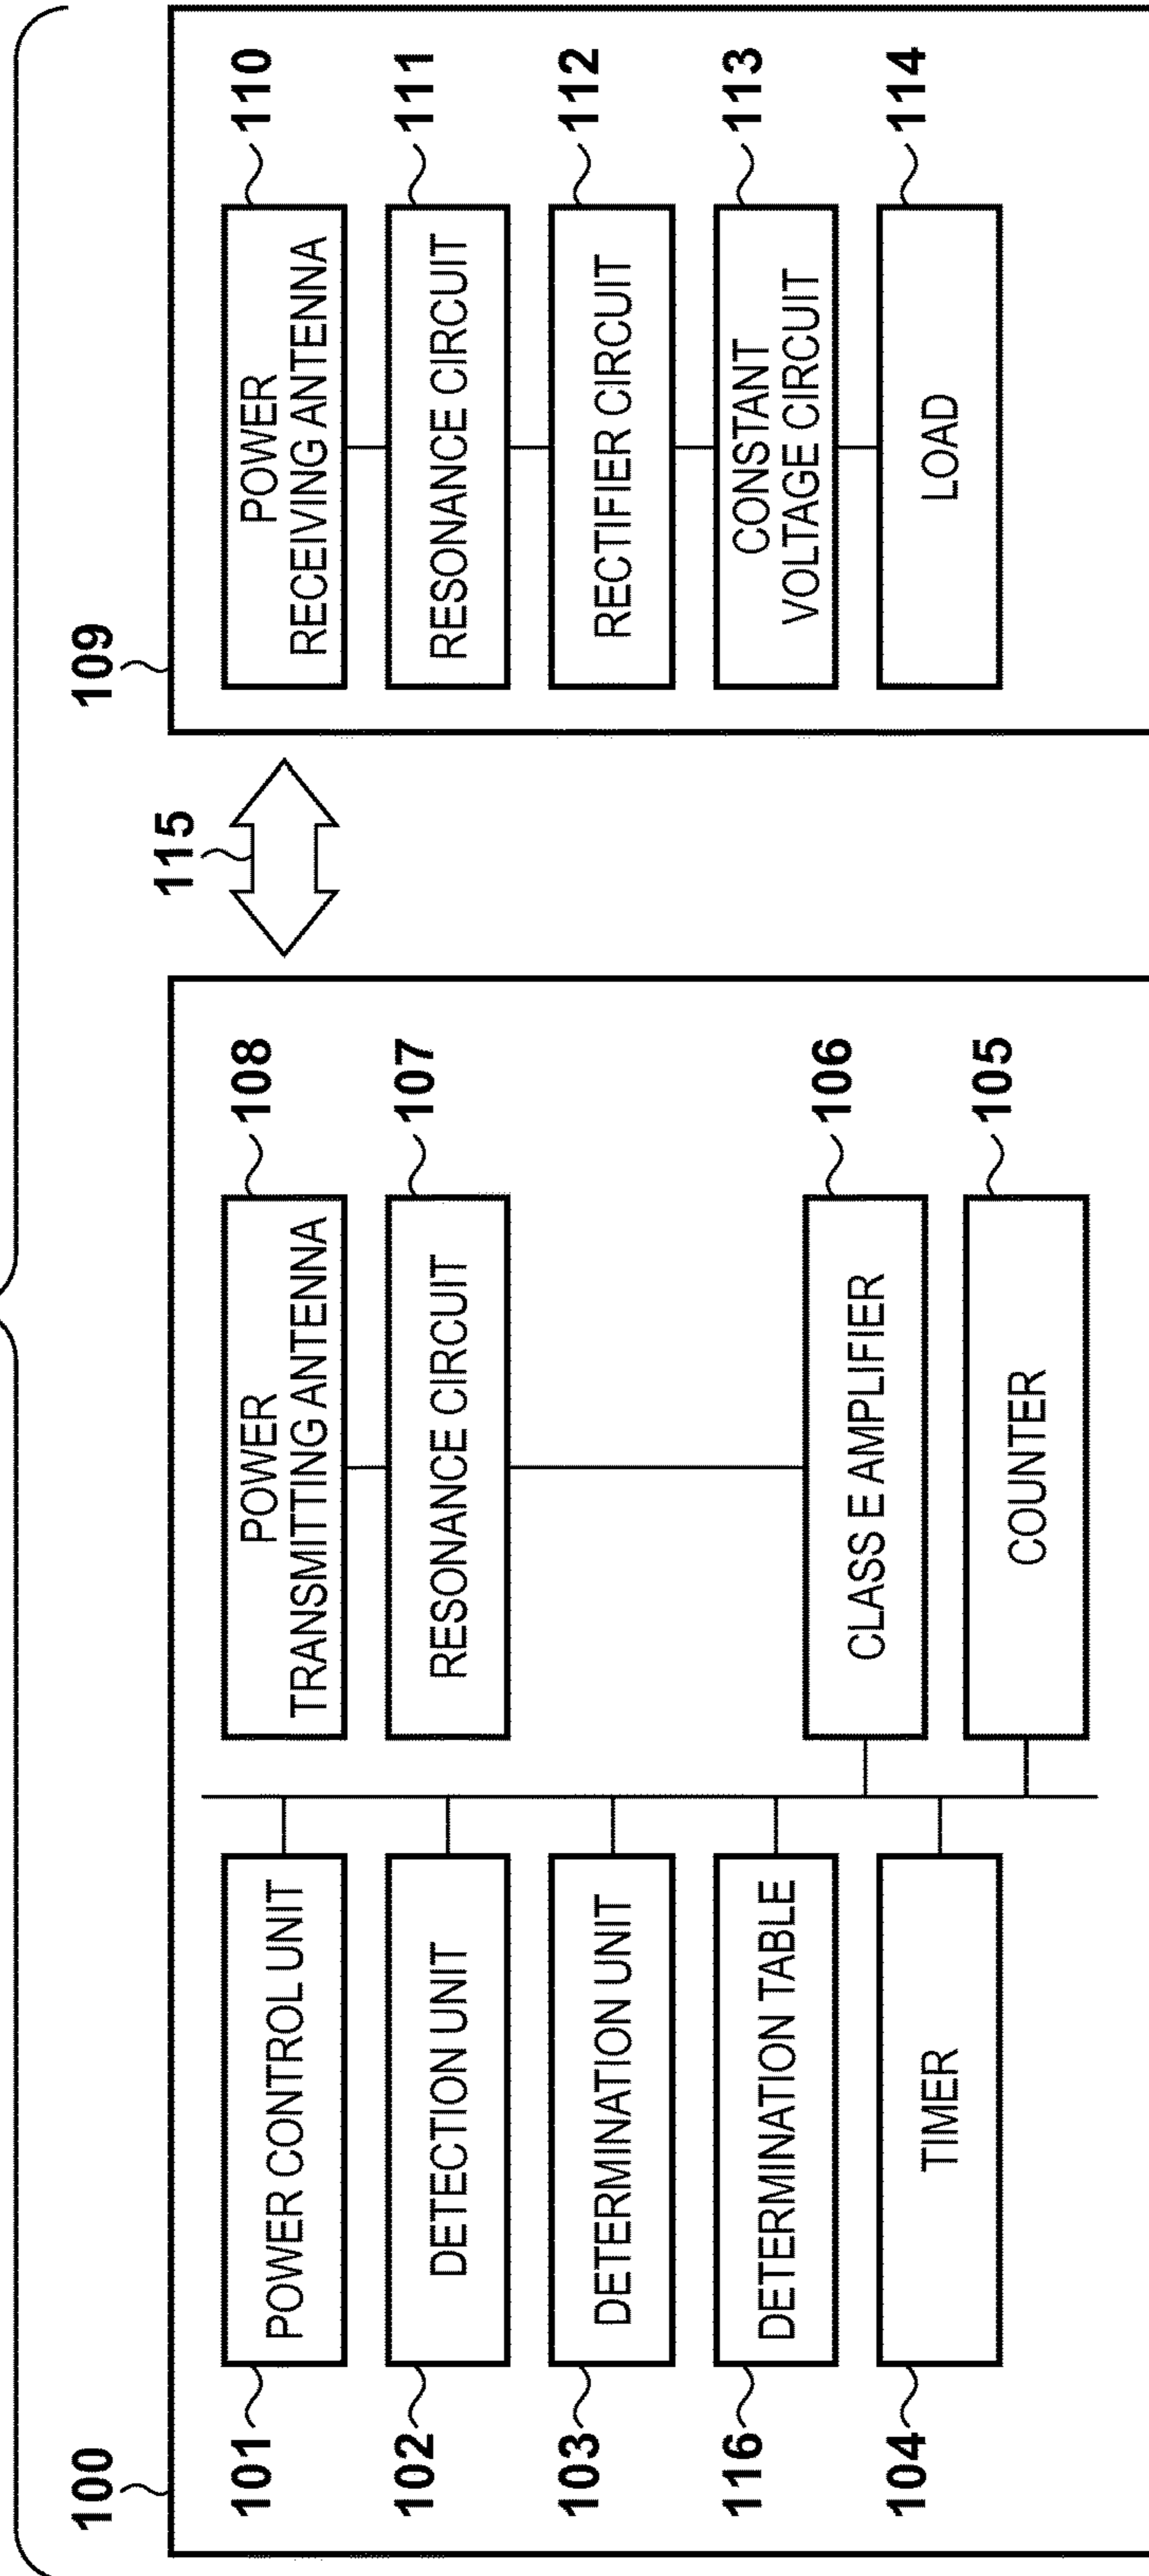 100
109
115
101
POWER CONTROL UNIT
102
DETECTION UNIT
103
DETERMINATION UNIT
116
DETERMINATION TABLE
104
TIMER
POWER
TRANSMITTING ANTENNA
108
RESONANCE CIRCUIT
107
CLASS E AMPLIFIER
106
COUNTER
105
POWER
RECEIVING ANTENNA
110
RESONANCE CIRCUIT
111
RECTIFIER CIRCUIT
112
CONSTANT
VOLTAGE CIRCUIT
113
LOAD
114